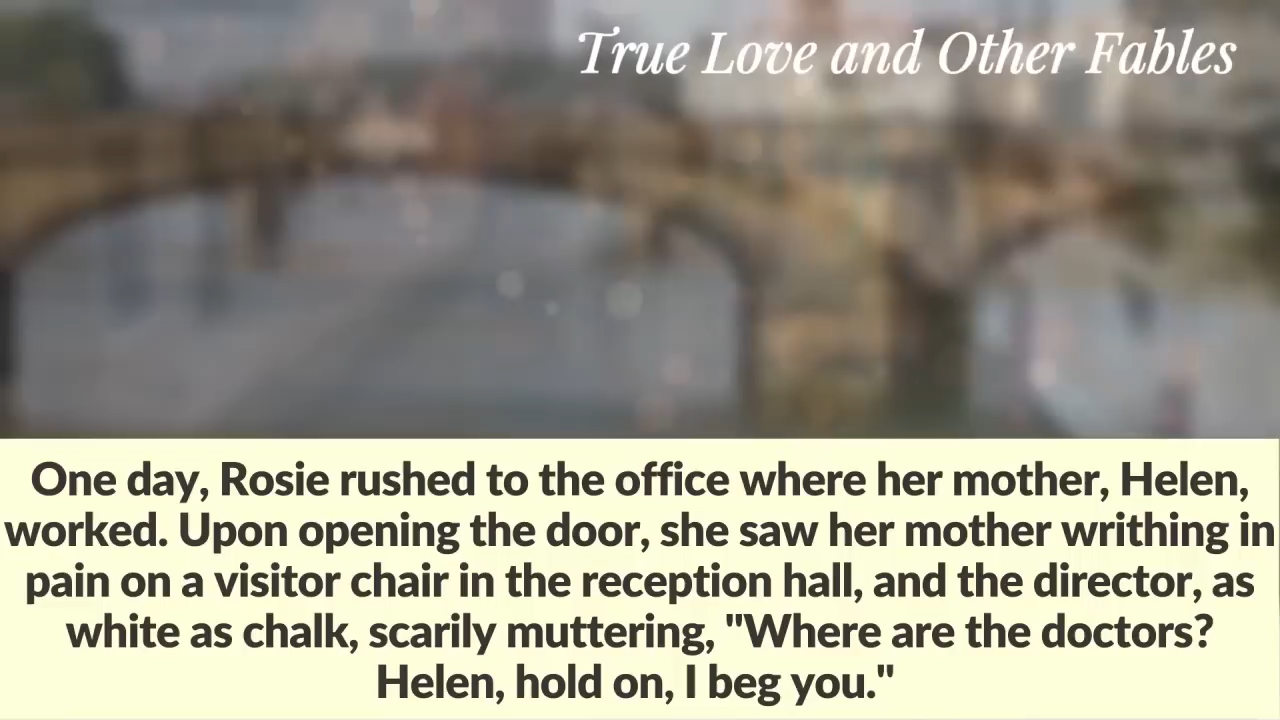 True Love and Other Fables
One day, Rosie rushed to the office where her mother, Helen,
worked. Upon opening the door, she saw her mother writhing in
pain on a visitor chair in the reception hall, and the director, as
white as chalk, scarily muttering, "Where are the doctors?
Helen, hold on, I beg you."